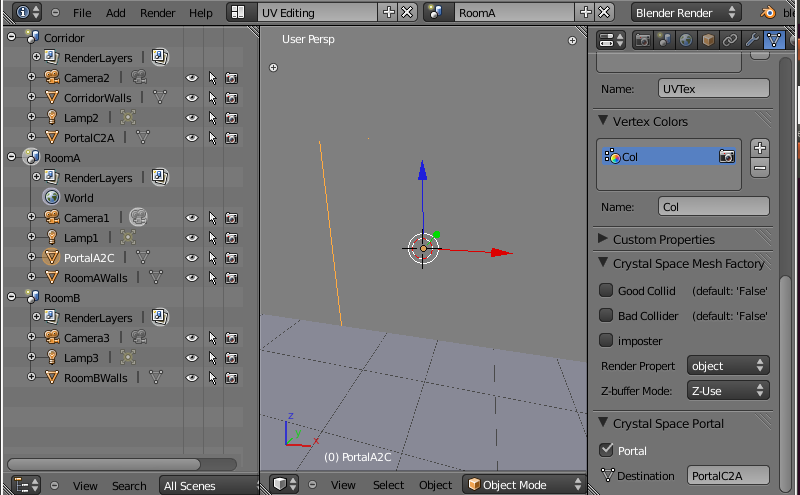 Add Render Help UV Editing RoomA Blender Render
Corridor
RenderLayers
Camera2
CorridorWalls
Lamp2
PortalC2A
RoomA
RenderLayers
World
Camera1
Lamp1
PortalA2C
RoomAWalls
RoomB
RenderLayers
Camera3
Lamp3
RoomBWalls
View Search All Scenes
User Persp
z
x
(0) PortalA2C
View Select Object Object Mode
Name: UVTex
Vertex Colors
Col
Name: Col
Custom Properties
Crystal Space Mesh Factory
Good Collid (default: 'False'
Bad Collider (default: 'False'
imposter
Render Propert object
Z-buffer Mode: Z-Use
Crystal Space Portal
Portal
Destination PortalC2A